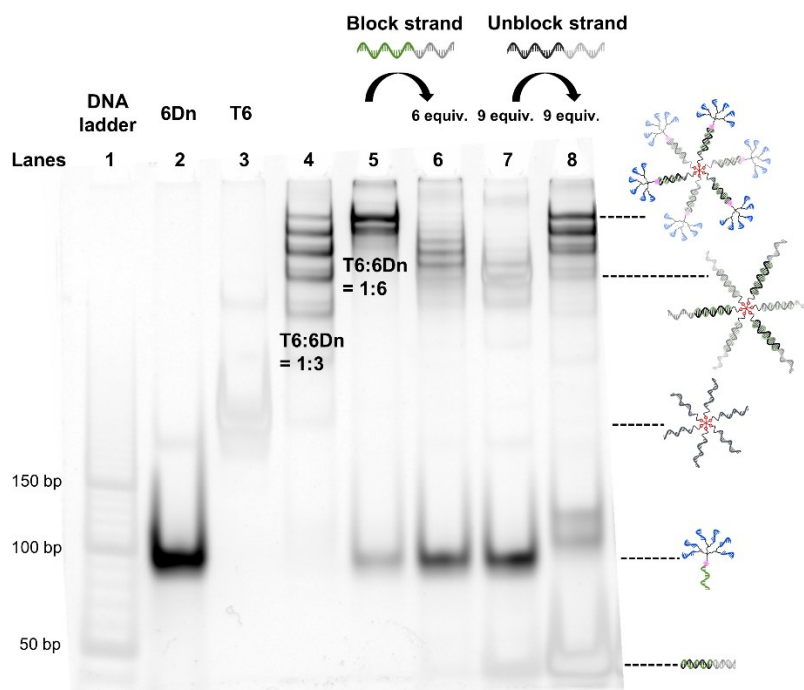 Block strand
Unblock strand
DNA
ladder
6Dn
T6
6 equiv.
9 equiv.
9 equiv.
Lanes
1
2
3
4
5
6
7
8
T6:6Dn
= 1:6
T6:6Dn
= 1:3
150 bp
100 bp
50 bp